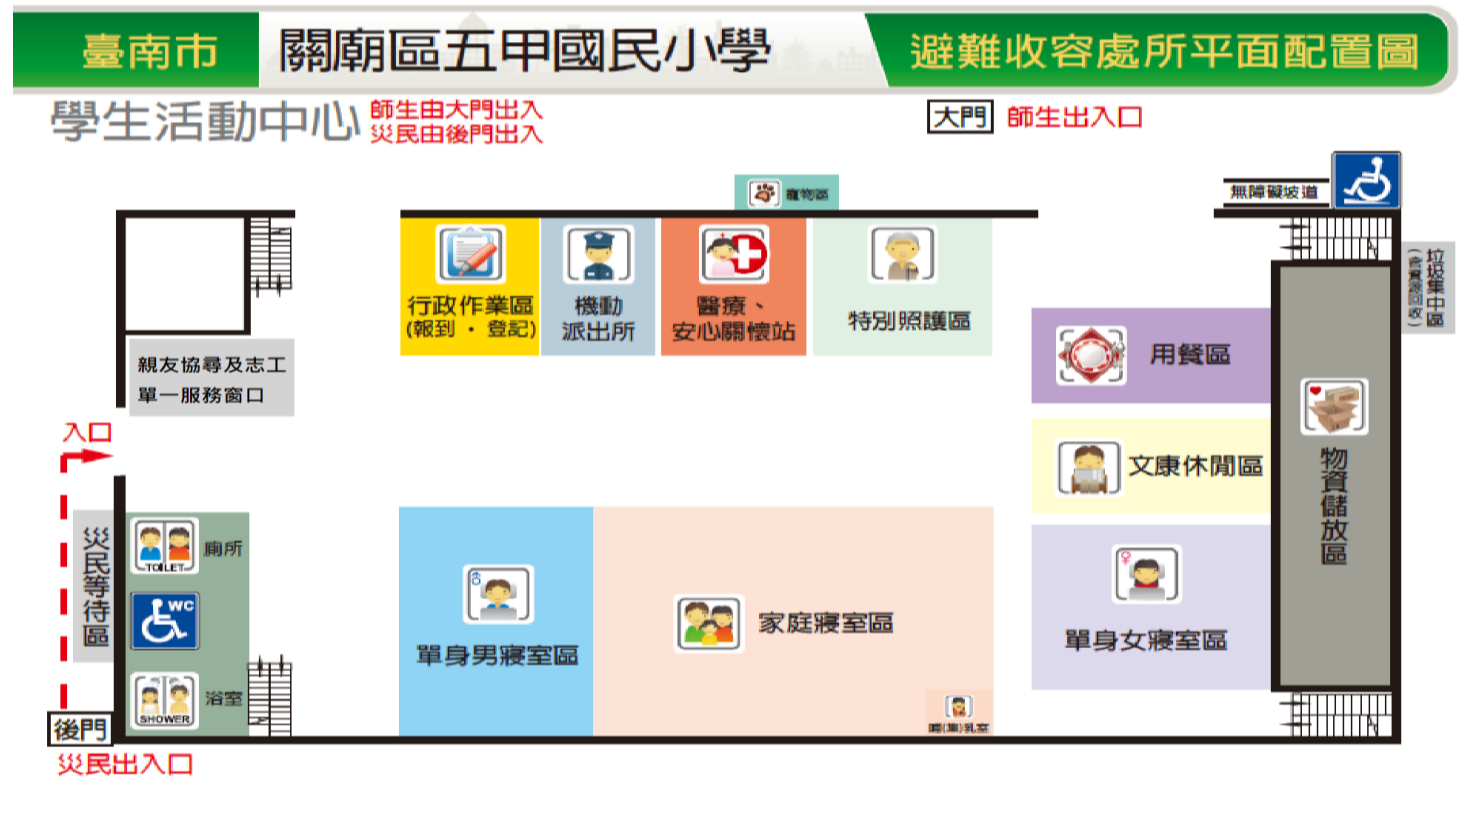 臺南市
關廟區五甲國民小學
避難收容處所平面配置圖
學生活動中心
師生由大門出入
災民由後門出入
大門
師生出入口
寵物區
無障礙坡道
行政作業區
(報到・登記)
機動
派出所
醫療、
安心關懷站
特別照護區
垃圾集中區
(含資源回收)
親友協尋及志工
單一服務窗口
用餐區
入口
文康休閒區
物資儲放區
災民等待區
廁所
TOILET
WC
浴室
SHOWER
單身男寢室區
家庭寢室區
單身女寢室區
哺(集)乳室
後門
災民出入口